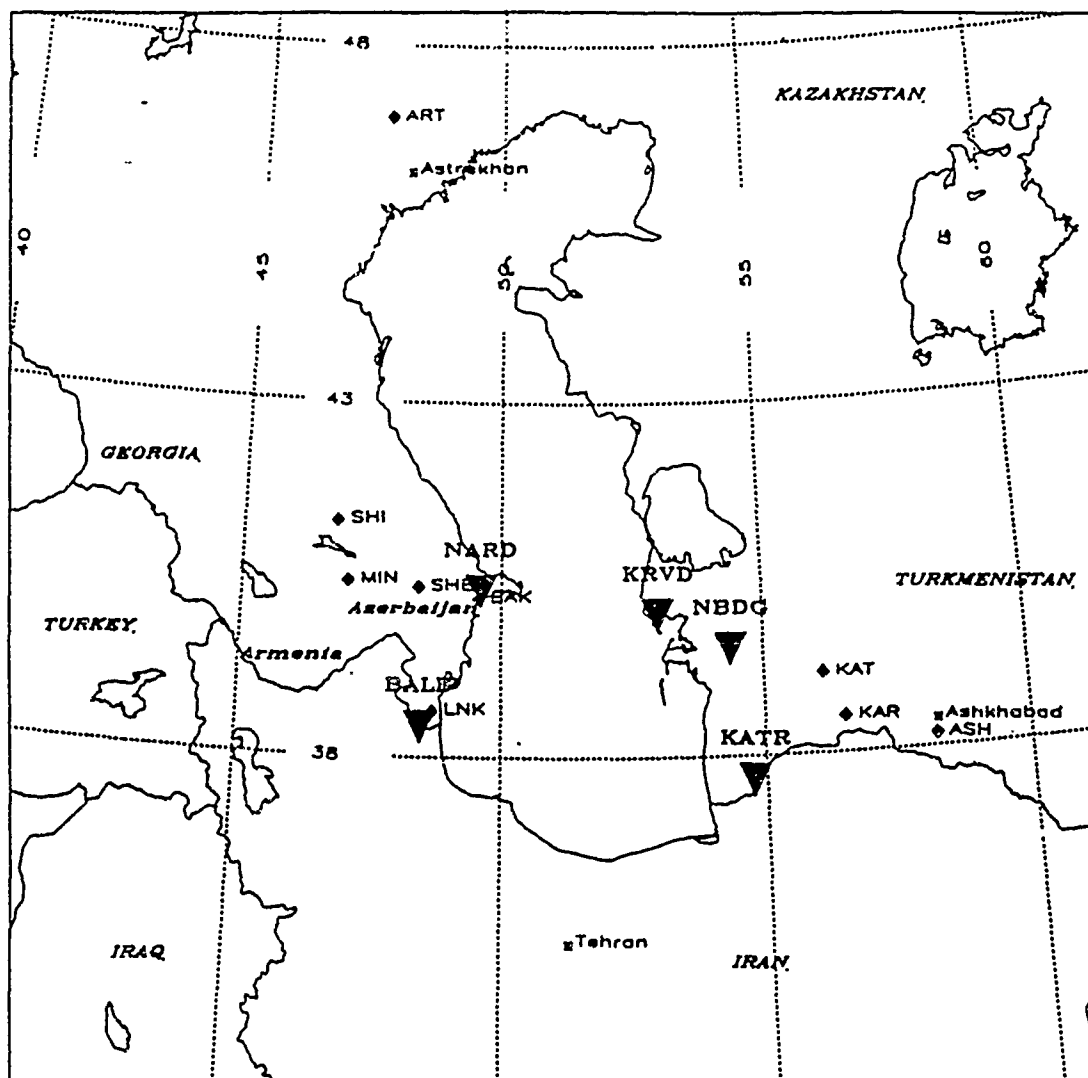 48
KAZAKHSTAN
ART
Astrakhan
40
45
50
55
60
43
GEORGIA
SHI
NARD
MIN
SHE
BAK
KRVD
TURKMENISTAN
Azerbaijan
NBDG
TURKEY
Armenia
KAT
BALD
LNK
KAR
Ashkhabad
ASH
KATR
38
IRAQ
Tehran
IRAN